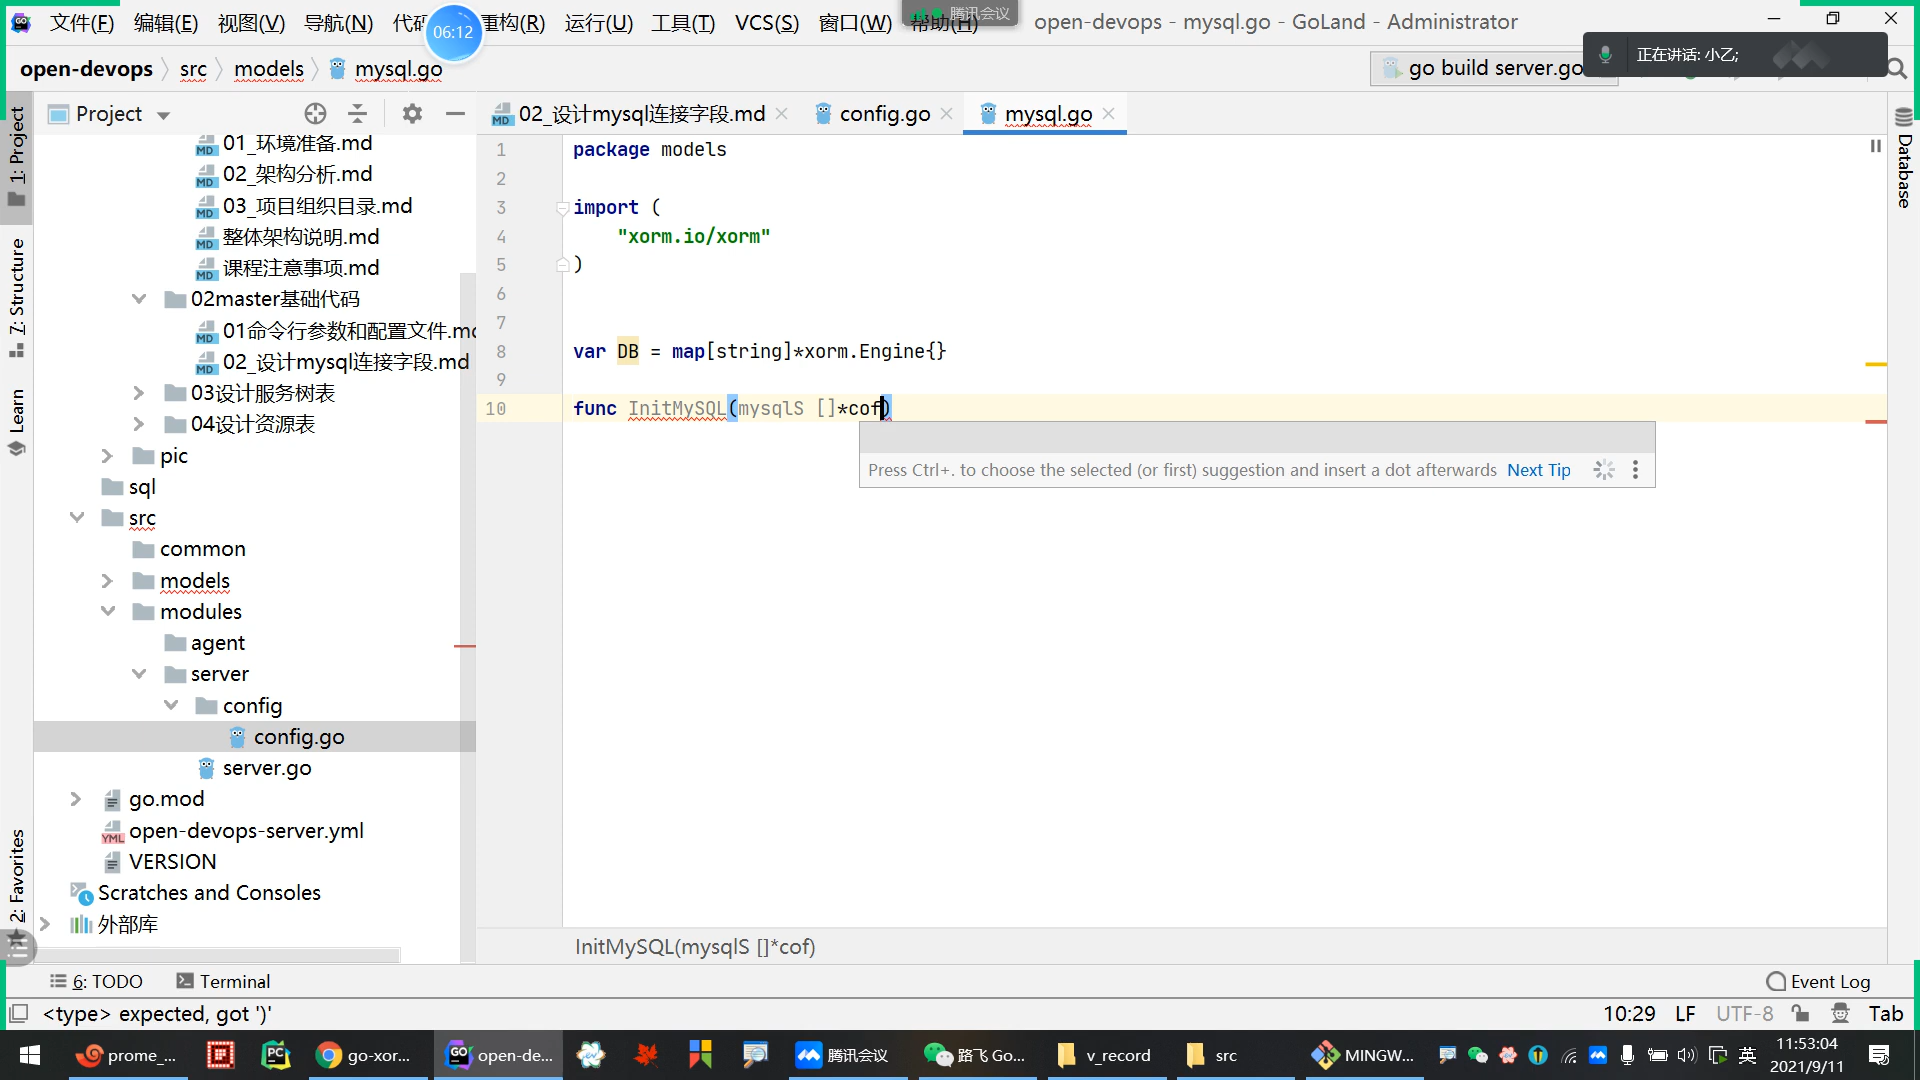 文件(F) 编辑(E) 视图(V) 导航(N) 代码 重构(R) 运行(U) 工具(T) VCS(S) 窗口(W) 帮助(H) open-devops - mysql.go - GoLand - Administrator
06:12
腾讯会议
正在讲话: 小乙;
open-devops src models mysql.go
go build server.go
Project
02_设计mysql连接字段.md config.go mysql.go
1: Project
7: Structure
Learn
2: Favorites
Database
01_环境准备.md
02_架构分析.md
03_项目组织目录.md
整体架构说明.md
课程注意事项.md
02master基础代码
01命令行参数和配置文件.md
02_设计mysql连接字段.md
03设计服务树表
04设计资源表
pic
sql
src
common
models
modules
agent
server
config
config.go
server.go
go.mod
open-devops-server.yml
VERSION
Scratches and Consoles
外部库
1 package models
2
3 import (
4 "xorm.io/xorm"
5 )
6
7
8 var DB = map[string]*xorm.Engine{}
9
10 func InitMySQL(mysqlS []*cof)
Press Ctrl+. to choose the selected (or first) suggestion and insert a dot afterwards Next Tip
InitMySQL(mysqlS []*cof)
6: TODO Terminal Event Log
<type> expected, got ')' 10:29 LF UTF-8 Tab
prome_... go-xor... open-de... 腾讯会议 路飞 Go... v_record src MINGW... 英 11:53:04
2021/9/11